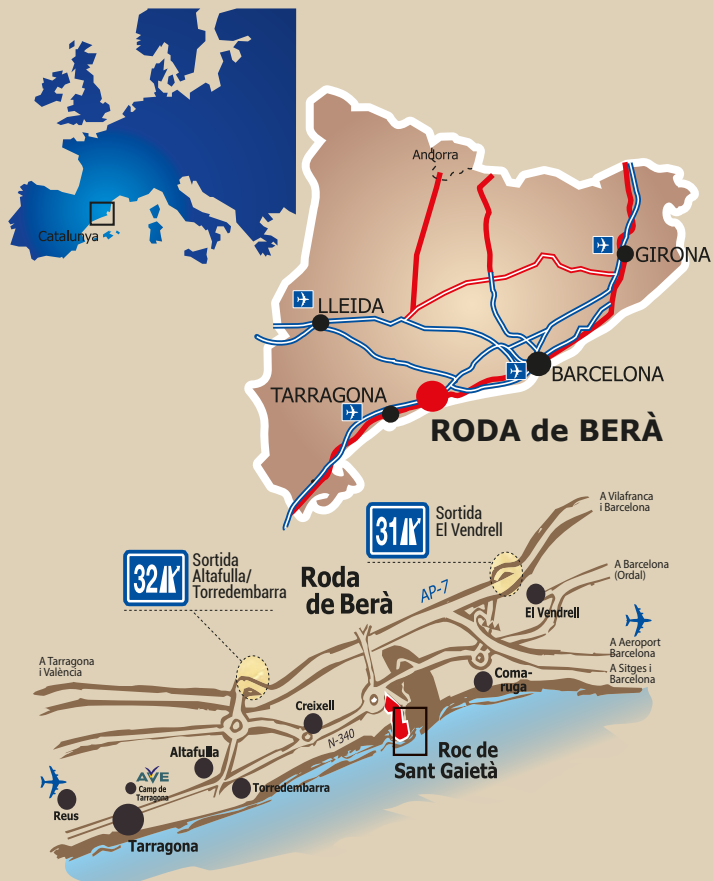 Catalunya
Andorra
GIRONA
LLEIDA
BARCELONA
TARRAGONA
RODA de BERÀ
A Vilafranca
i Barcelona
31
Sortida
El Vendrell
32
Sortida
Altafulla/
Torredembarra
Roda
de Berà
AP-7
A Barcelona
(Ordal)
El Vendrell
A Aeroport
Barcelona
A Sitges i
Barcelona
A Tarragona
i València
Coma-
ruga
Creixell
N-340
Roc de
Sant Gaietà
Altafulla
AVE
Camp de
Tarragona
Torredembarra
Reus
Tarragona